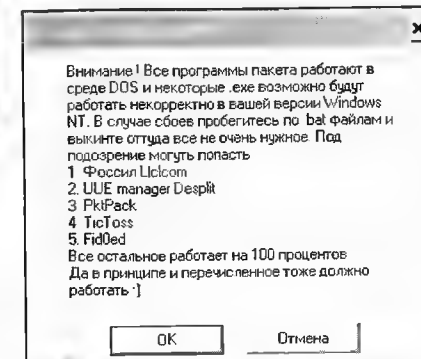 Внимание! Все программы пакета работают в
среде DOS и некоторые .exe возможно будут
работать некорректно в вашей версии Windows
NT. В случае сбоев пробегитесь по bat файлам и
выкинте оттуда все не очень нужное. Под
подозрение могуть попасть
1 Фоссил Llclcom
2. UUE manager Desplit
3 PktPack
4 TicToss
5. FidOed
Все остальное работает на 100 процентов
Да в принципе и перечисленное тоже должно
работать :]
OK Отмена